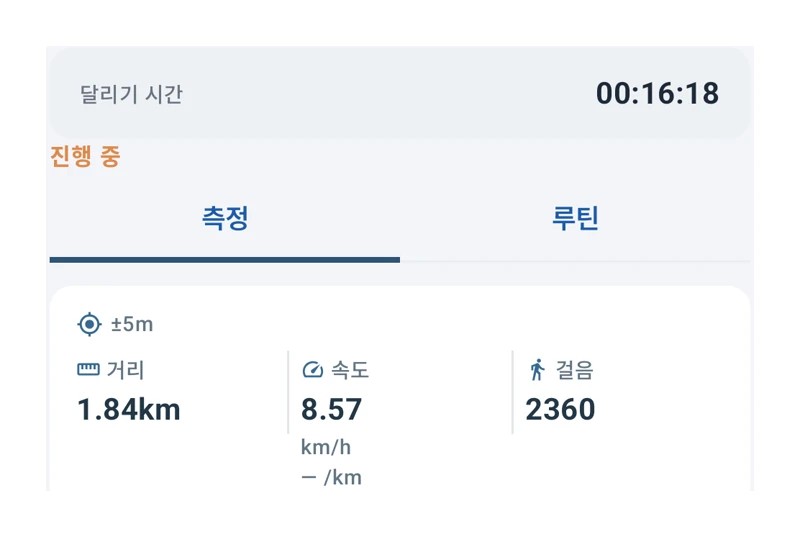 달리기 시간 00:16:18
진행 중
측정 루틴
±5m
거리 속도 걸음
1.84km 8.57 2360
km/h
– /km